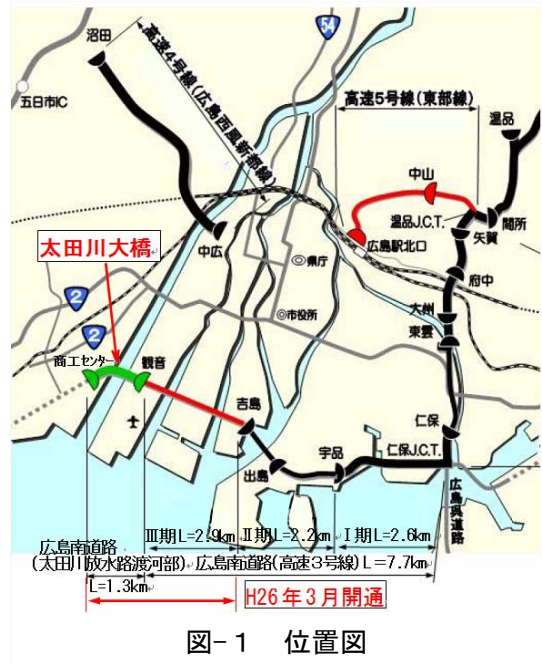 沼田
54
五日市IC
高速4号線(広島西風新都線)
高速5号線(東部線)
温品
中山
温品J.C.T.
間所
矢賀
広島駅北口
中広
太田川大橋
県庁
府中
2
大州
市役所
東雲
2
商工センター
観音
吉島
仁保
宇品
仁保J.C.T.
出島
広島呉道路
Ⅲ期L=2.9km
Ⅱ期L=2.2km
Ⅰ期L=2.6km
広島南道路
(太田川放水路渡河部)
広島南道路(高速3号線)L=7.7km
L=1.3km
H26年3月開通
図-1 位置図